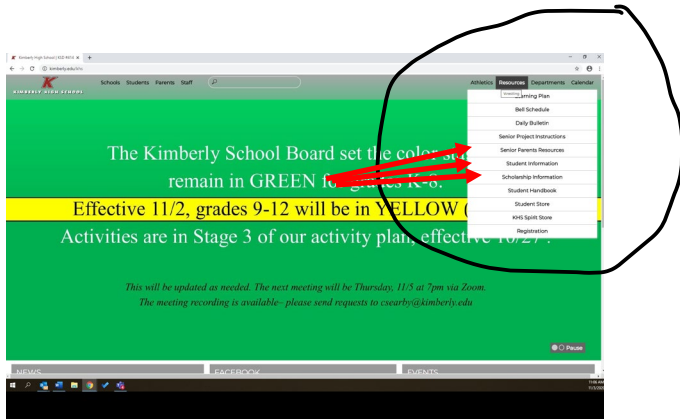 Kimberly High School | KSD #414
kimberly.edu/khs
KIMBERLY HIGH SCHOOL
Schools Students Parents Staff
Athletics Resources Departments Calendar
Learning Plan
Bell Schedule
Daily Bulletin
Senior Project Instructions
Senior Parents Resources
Student Information
Scholarship Information
Student Handbook
Student Store
KHS Spirit Store
Registration
The Kimberly School Board set the color
remain in GREEN for grades K-8.
Effective 11/2, grades 9-12 will be in YELLOW (
Activities are in Stage 3 of our activity plan, effective 10/27 .
This will be updated as needed. The next meeting will be Thursday, 11/5 at 7pm via Zoom.
The meeting recording is available– please send requests to csearby@kimberly.edu
Pause
NEWS
FACEBOOK
EVENTS
11:06 AM